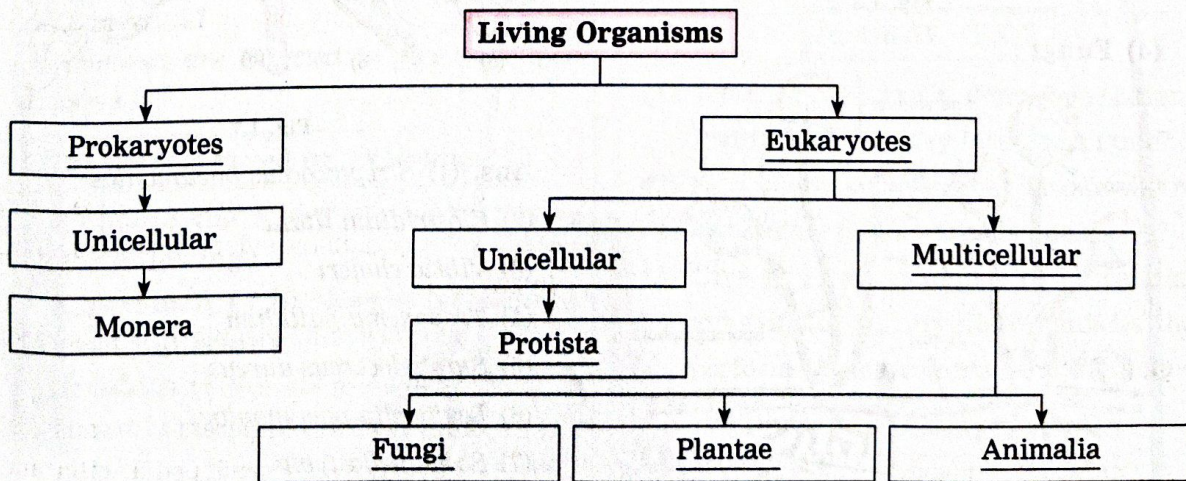 Living Organisms
Prokaryotes
Eukaryotes
Unicellular
Unicellular
Multicellular
Monera
Protista
Fungi
Plantae
Animalia